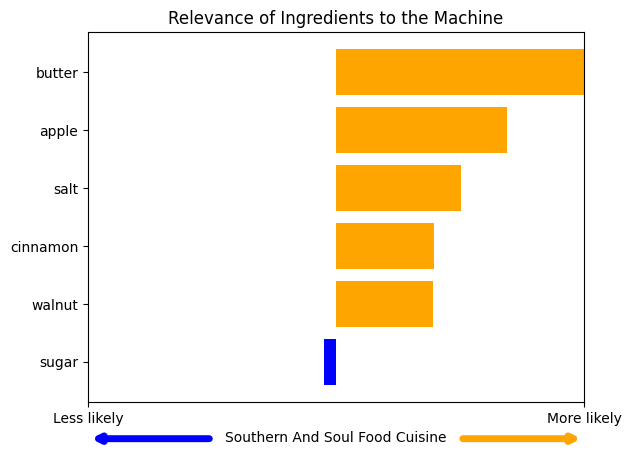 Relevance of Ingredients to the Machine
butter
apple
salt
cinnamon
walnut
sugar
Less likely More likely
Southern And Soul Food Cuisine